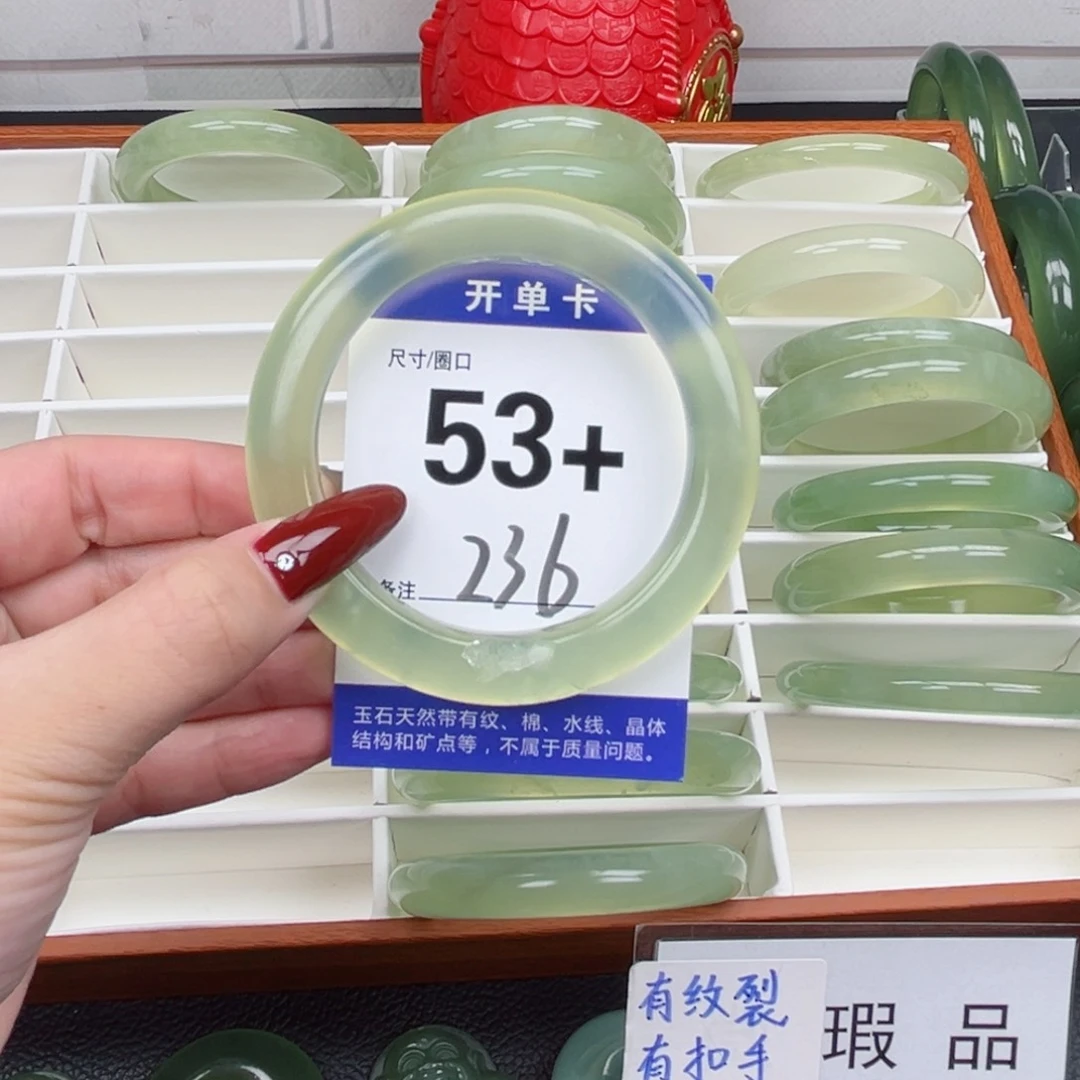 开单卡
尺寸/圈口
53+
备注 236
玉石天然带有纹、棉、水线、晶体
结构和矿点等，不属于质量问题。
有纹裂
有扣手
瑕品